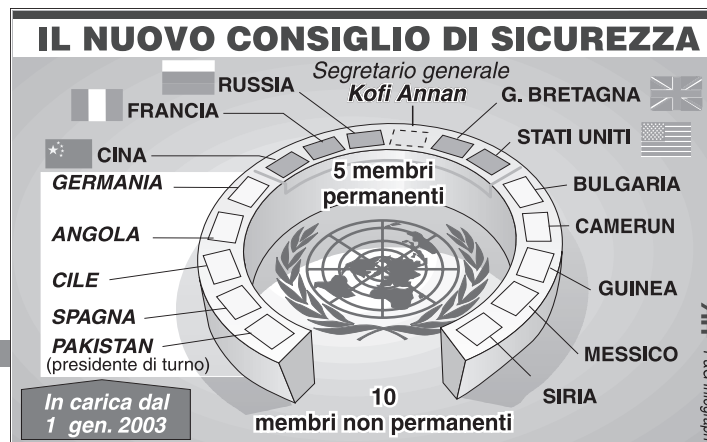 IL NUOVO CONSIGLIO DI SICUREZZA
Segretario generale
Kofi Annan
RUSSIA
FRANCIA
CINA
G. BRETAGNA
STATI UNITI
5 membri
permanenti
GERMANIA
ANGOLA
CILE
SPAGNA
PAKISTAN
(presidente di turno)
BULGARIA
CAMERUN
GUINEA
MESSICO
SIRIA
10
membri non permanenti
In carica dal
1 gen. 2003